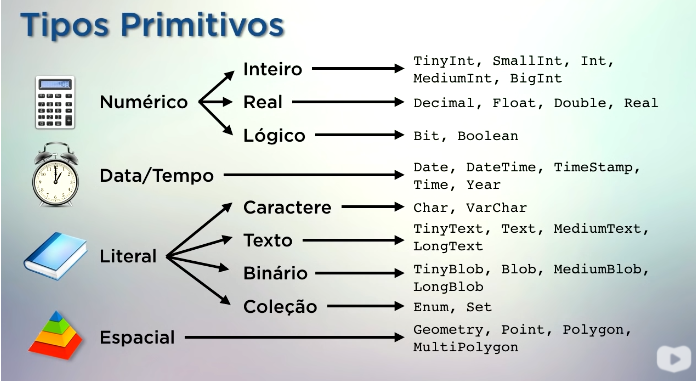 Tipos Primitivos
Numérico
Inteiro
TinyInt, SmallInt, Int,
MediumInt, BigInt
Real
Decimal, Float, Double, Real
Lógico
Bit, Boolean
Data/Tempo
Date, DateTime, TimeStamp,
Time, Year
Literal
Caractere
Char, VarChar
Texto
TinyText, Text, MediumText,
LongText
Binário
TinyBlob, Blob, MediumBlob,
LongBlob
Coleção
Enum, Set
Espacial
Geometry, Point, Polygon,
MultiPolygon